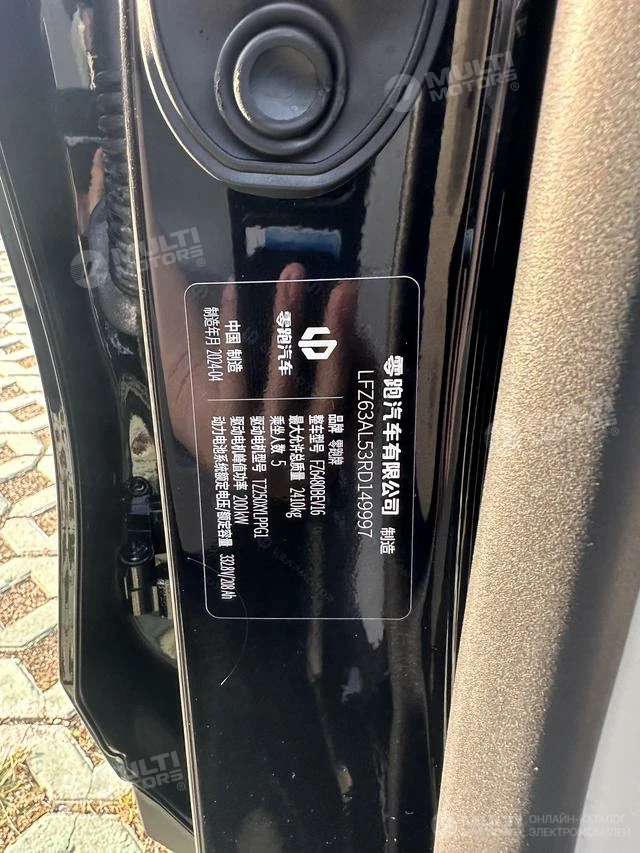 零跑汽车有限公司 制造
LFZ63AL53RD149997
零跑汽车
中国 制造
制造年月 2024-04
品牌 零跑牌
整车型号 FZ6480BEV16
最大允许总质量 2410kg
乘坐人数 5
驱动电机型号 TZ250XYLPPG1
驱动电机峰值功率 200kW
动力电池系统额定电压/额定容量 332.8V/208Ah
MULTI MOTORS®
MULTI MOTORS®
MULTI MOTORS®
ОНЛАЙН-КАТАЛОГ
ЭЛЕКТРОМОБИЛЕЙ